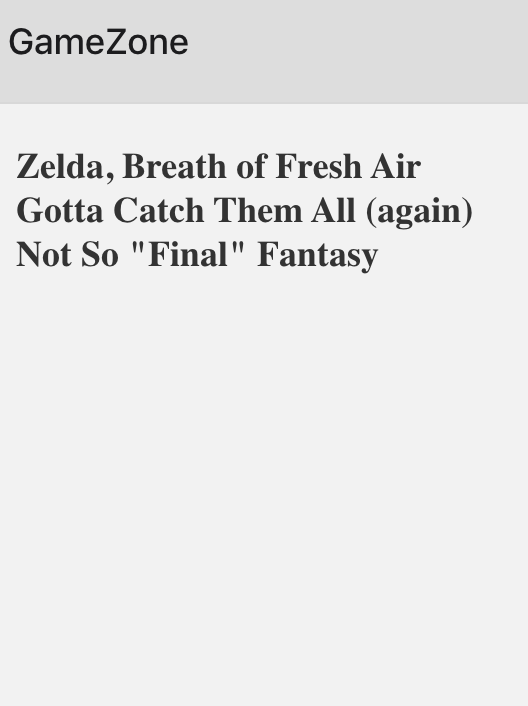 GameZone
Zelda, Breath of Fresh Air
Gotta Catch Them All (again)
Not So "Final" Fantasy